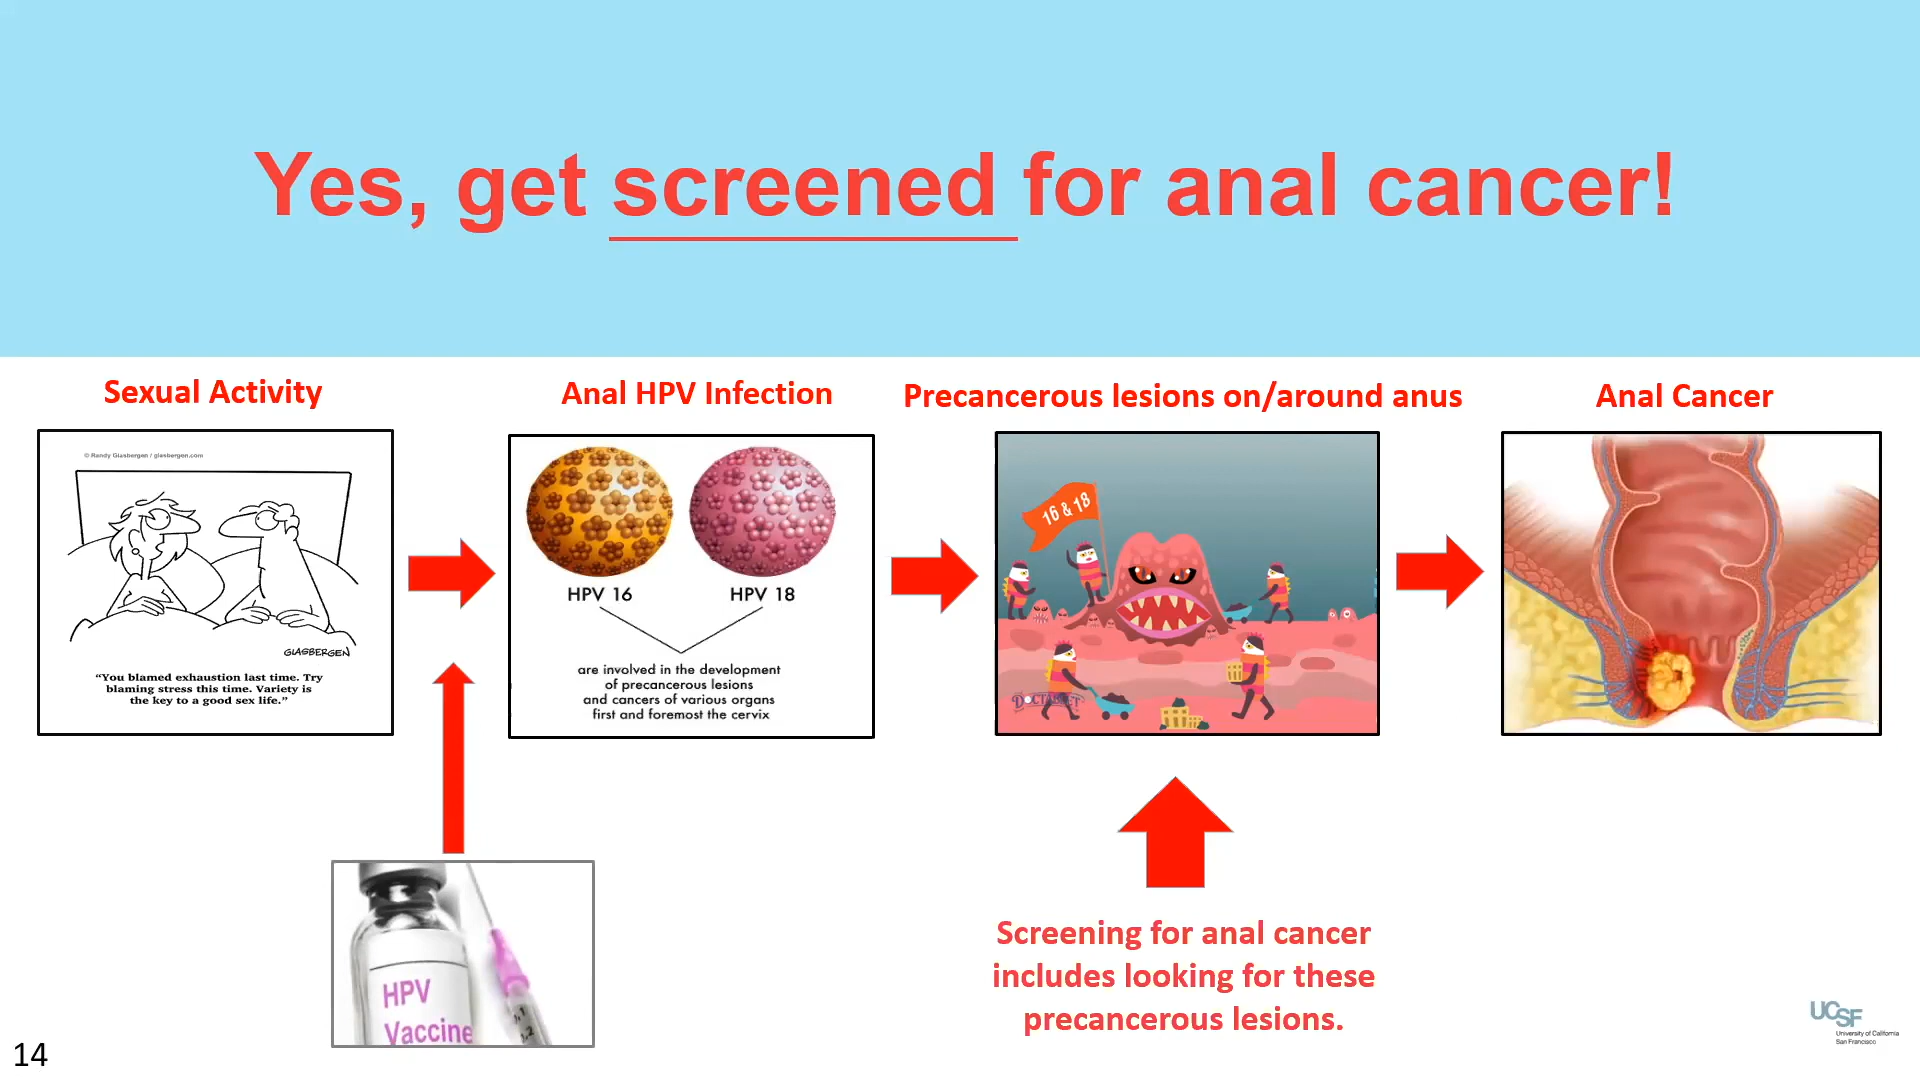 Yes, get screened for anal cancer!
Sexual Activity
Anal HPV Infection
Precancerous lesions on/around anus
Anal Cancer
© Randy Glasbergen / glasbergen.com
GLASBERGEN
"You blamed exhaustion last time. Try
blaming stress this time. Variety is
the key to a good sex life."
HPV 16
HPV 18
are involved in the development
of precancerous lesions
and cancers of various organs
first and foremost the cervix
16 & 18
HPV
Vaccine
Screening for anal cancer
includes looking for these
precancerous lesions.
14
UCSF
University of California
San Francisco